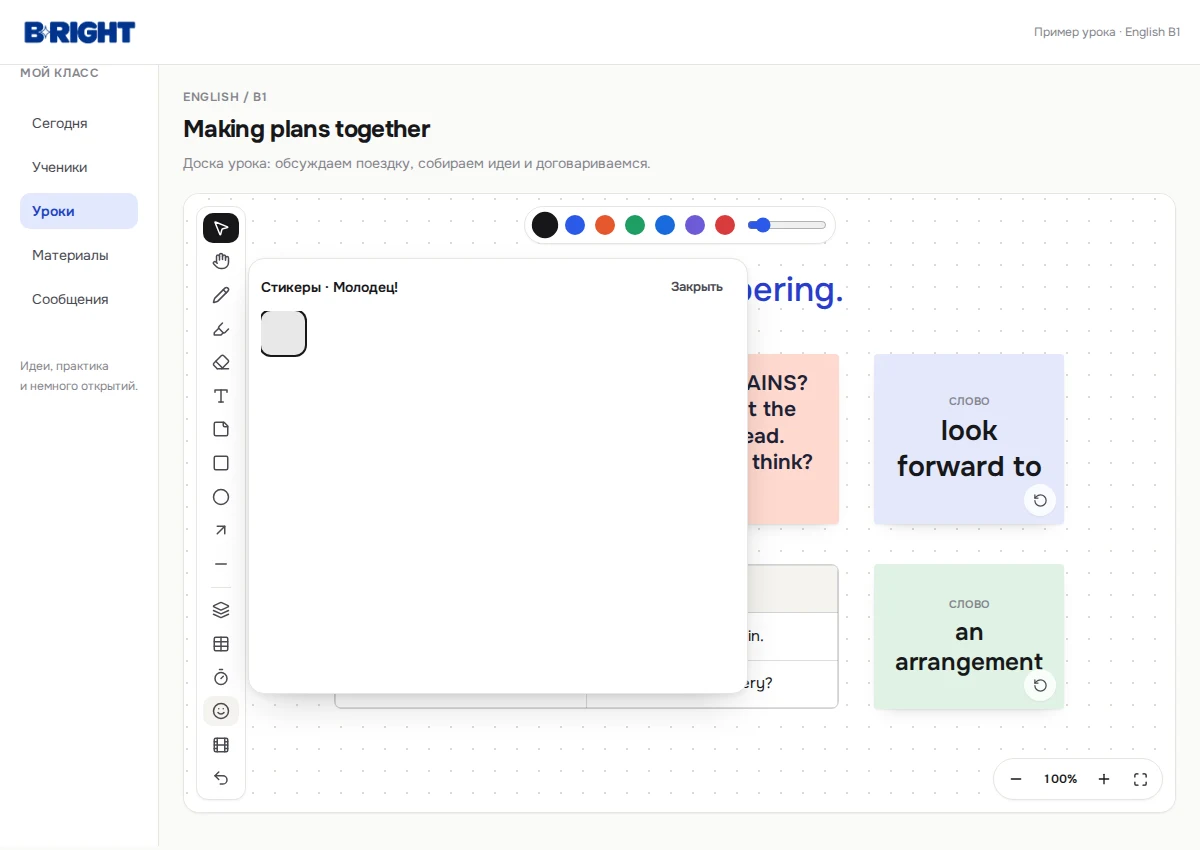 BRIGHT
Пример урока · English B1
МОЙ КЛАСС
Сегодня
Ученики
Уроки
Материалы
Сообщения
Идеи, практика
и немного открытий.
ENGLISH / B1
Making plans together
Доска урока: обсуждаем поездку, собираем идеи и договариваемся.
Стикеры · Молодец!
Закрыть
bering.
AINS?
t the
ead.
think?
СЛОВО
look
forward to
in.
ery?
СЛОВО
an
arrangement
100%